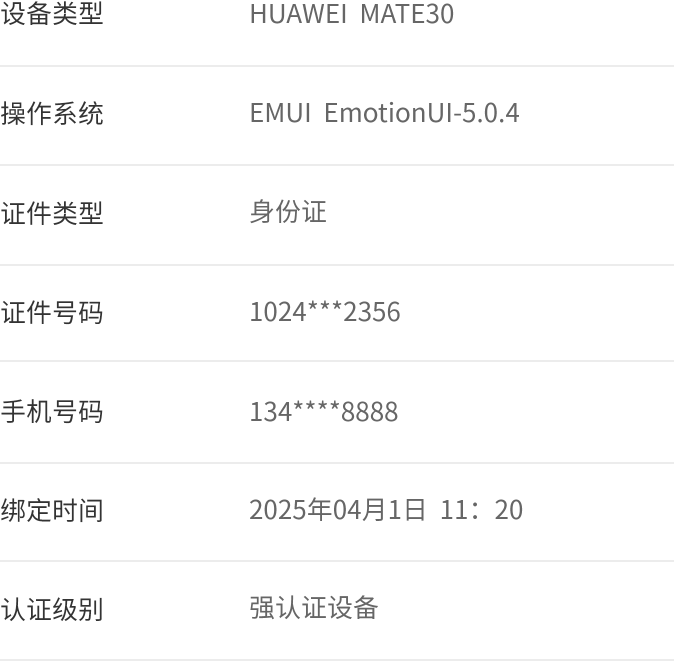 设备类型 HUAWEI MATE30
操作系统 EMUI EmotionUI-5.0.4
证件类型 身份证
证件号码 1024***2356
手机号码 134****8888
绑定时间 2025年04月1日 11：20
认证级别 强认证设备